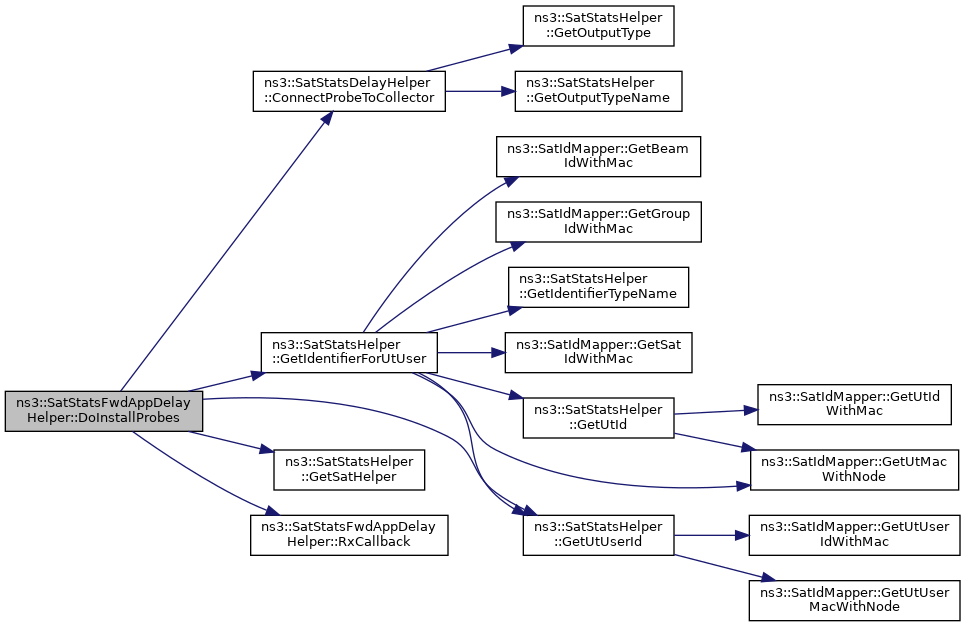 ns3::SatStatsHelper
::GetOutputType
ns3::SatStatsDelayHelper
::ConnectProbeToCollector
ns3::SatStatsHelper
::GetOutputTypeName
ns3::SatIdMapper::GetBeam
IdWithMac
ns3::SatIdMapper::GetGroup
IdWithMac
ns3::SatStatsHelper
::GetIdentifierTypeName
ns3::SatStatsHelper
::GetIdentifierForUtUser
ns3::SatIdMapper::GetSat
IdWithMac
ns3::SatStatsFwdAppDelay
Helper::DoInstallProbes
ns3::SatStatsHelper
::GetUtId
ns3::SatIdMapper::GetUtId
WithMac
ns3::SatStatsHelper
::GetSatHelper
ns3::SatIdMapper::GetUtMac
WithNode
ns3::SatStatsFwdAppDelay
Helper::RxCallback
ns3::SatStatsHelper
::GetUtUserId
ns3::SatIdMapper::GetUtUser
IdWithMac
ns3::SatIdMapper::GetUtUser
MacWithNode